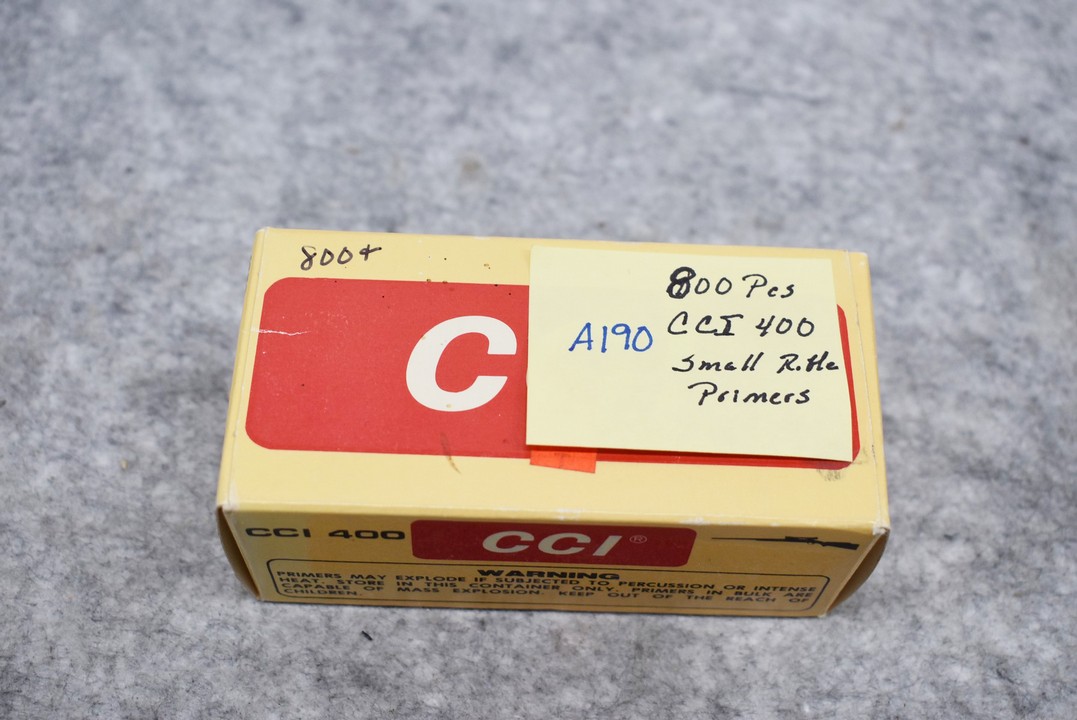 800+
C
A190
800 Pcs
CCI 400
Small Rifle
Primers
CCI 400
CCI®
WARNING
PRIMERS MAY EXPLODE IF SUBJECTED TO PERCUSSION OR INTENSE
HEAT. STORE IN THIS CONTAINER ONLY. PRIMERS IN BULK ARE
CAPABLE OF MASS EXPLOSION. KEEP OUT OF THE REACH OF
CHILDREN.